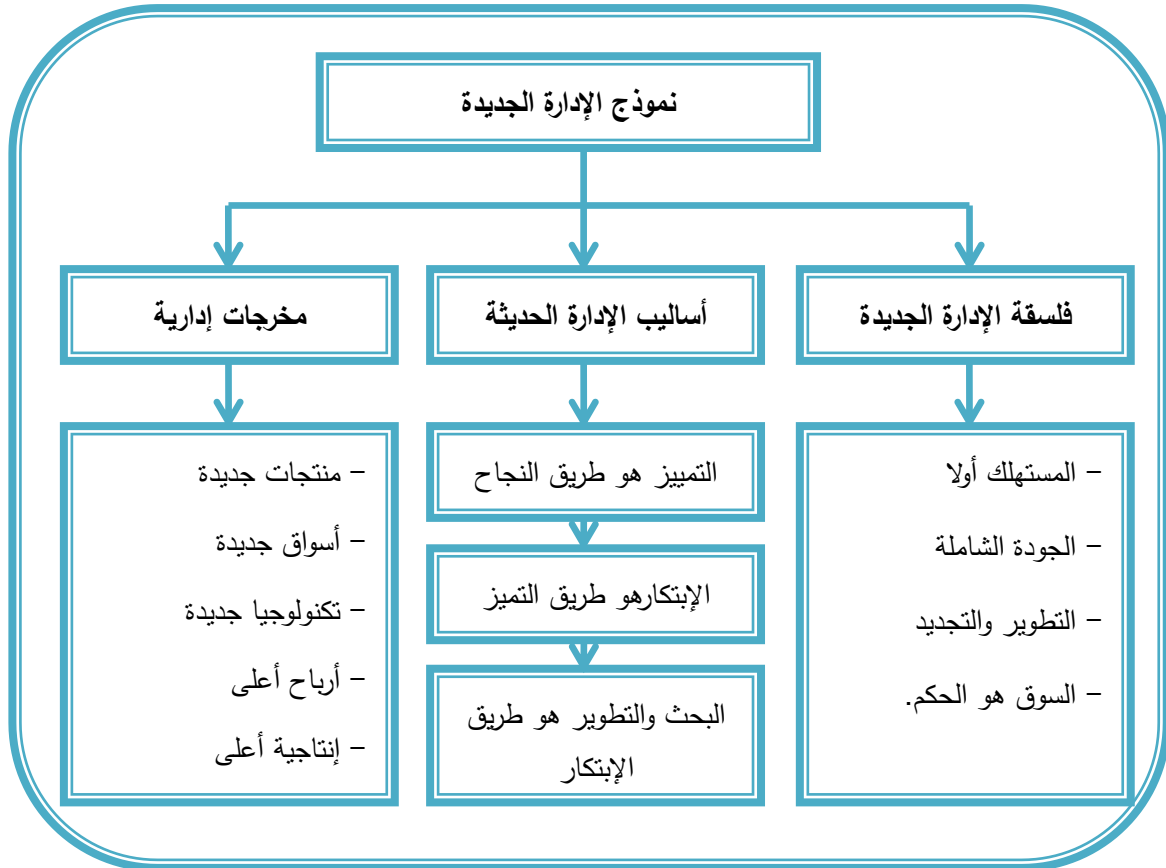 نموذج الإدارة الجديدة
فلسقة الإدارة الجديدة
أساليب الإدارة الحديثة
مخرجات إدارية
- المستهلك أولا
- الجودة الشاملة
- التطوير والتجديد
- السوق هو الحكم.
التمييز هو طريق النجاح
الإبتكارهو طريق التميز
البحث والتطوير هو طريق
الإبتكار
- منتجات جديدة
- أسواق جديدة
- تكنولوجيا جديدة
- أرباح أعلى
- إنتاجية أعلى